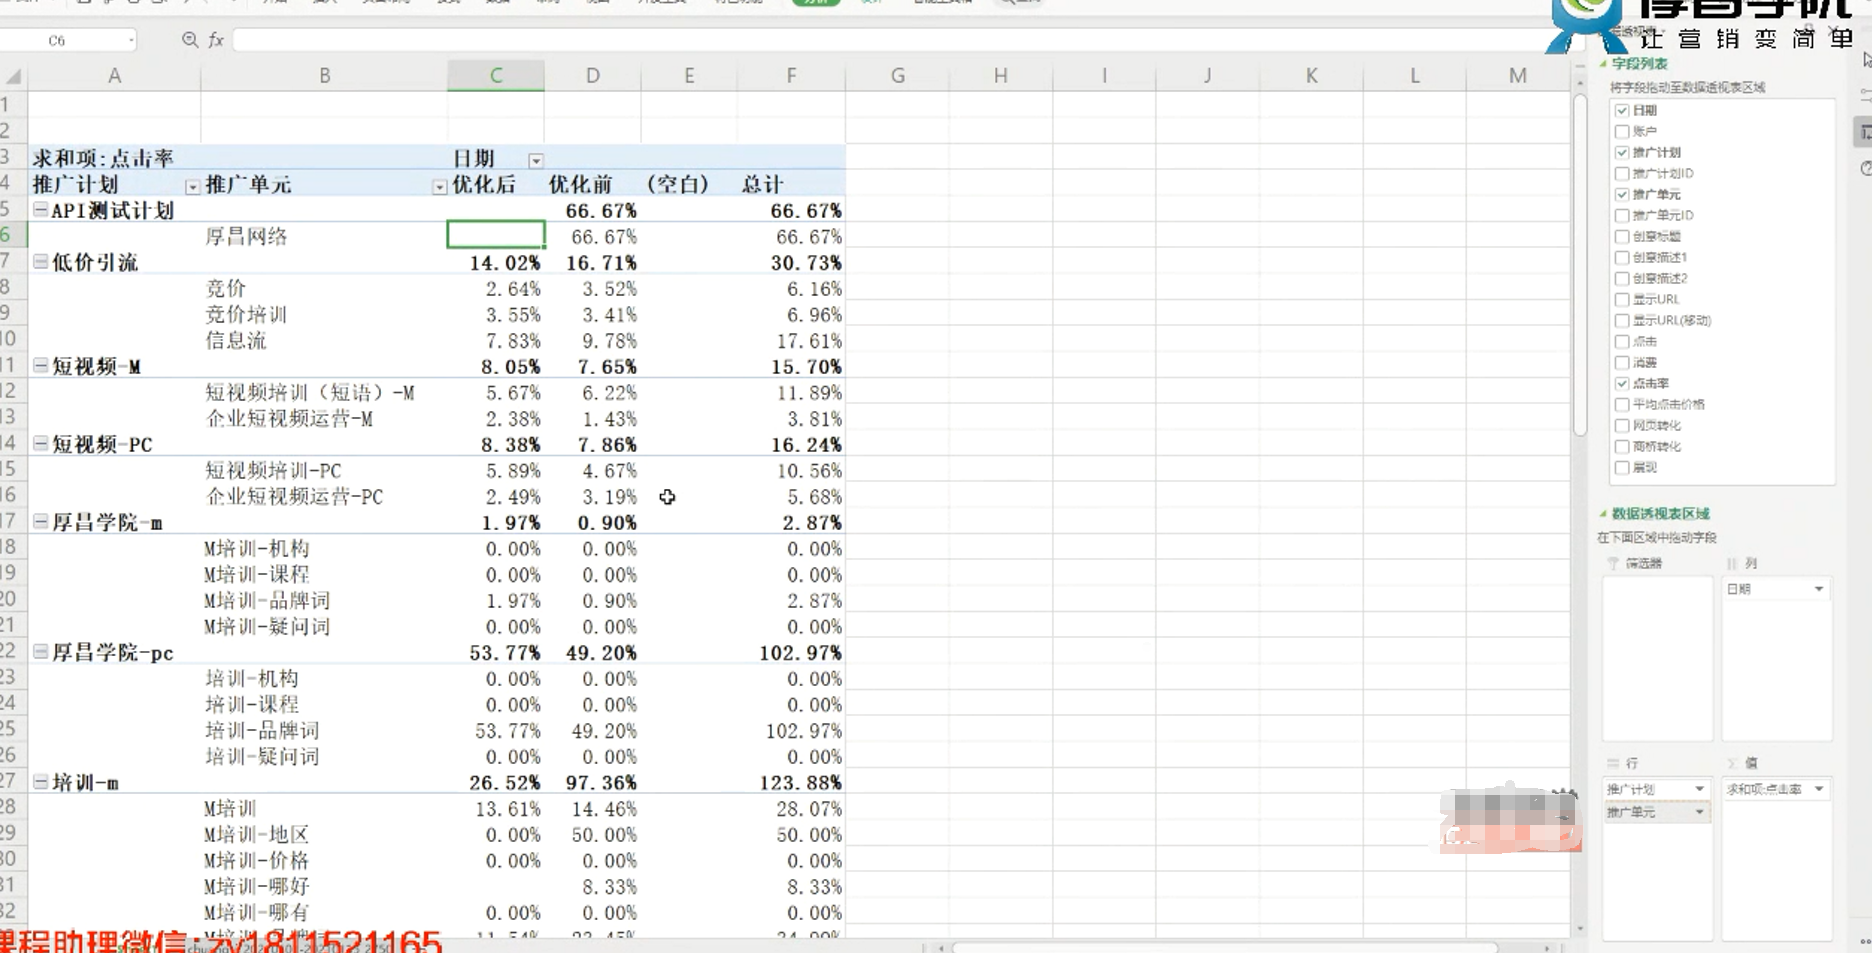 C6
fx
让营销变简单
A B C D E F G H I J K L M
字段列表
将字段拖动至数据透视表区域
日期
账户
推广计划
推广计划ID
推广单元
推广单元ID
创意标题
创意描述1
创意描述2
显示URL
显示URL(移动)
点击
消费
点击率
平均点击价格
网页转化
商桥转化
展现
数据透视表区域
在下面区域中拖动字段
筛选器
列
日期
行
值
推广计划
求和项:点击率
推广单元
1
2
3 求和项:点击率 日期
4 推广计划 推广单元 优化后 优化前 (空白) 总计
5 API测试计划 66.67% 66.67%
6 厚昌网络 66.67% 66.67%
7 低价引流 14.02% 16.71% 30.73%
8 竞价 2.64% 3.52% 6.16%
9 竞价培训 3.55% 3.41% 6.96%
10 信息流 7.83% 9.78% 17.61%
11 短视频-M 8.05% 7.65% 15.70%
12 短视频培训（短语）-M 5.67% 6.22% 11.89%
13 企业短视频运营-M 2.38% 1.43% 3.81%
14 短视频-PC 8.38% 7.86% 16.24%
15 短视频培训-PC 5.89% 4.67% 10.56%
16 企业短视频运营-PC 2.49% 3.19% 5.68%
17 厚昌学院-m 1.97% 0.90% 2.87%
18 M培训-机构 0.00% 0.00% 0.00%
19 M培训-课程 0.00% 0.00% 0.00%
20 M培训-品牌词 1.97% 0.90% 2.87%
21 M培训-疑问词 0.00% 0.00% 0.00%
22 厚昌学院-pc 53.77% 49.20% 102.97%
23 培训-机构 0.00% 0.00% 0.00%
24 培训-课程 0.00% 0.00% 0.00%
25 培训-品牌词 53.77% 49.20% 102.97%
26 培训-疑问词 0.00% 0.00% 0.00%
27 培训-m 26.52% 97.36% 123.88%
28 M培训 13.61% 14.46% 28.07%
29 M培训-地区 0.00% 50.00% 50.00%
30 M培训-价格 0.00% 0.00% 0.00%
31 M培训-哪好 8.33% 8.33%
32 M培训-哪有 0.00% 0.00% 0.00%
课程助理微信:zy1811521165